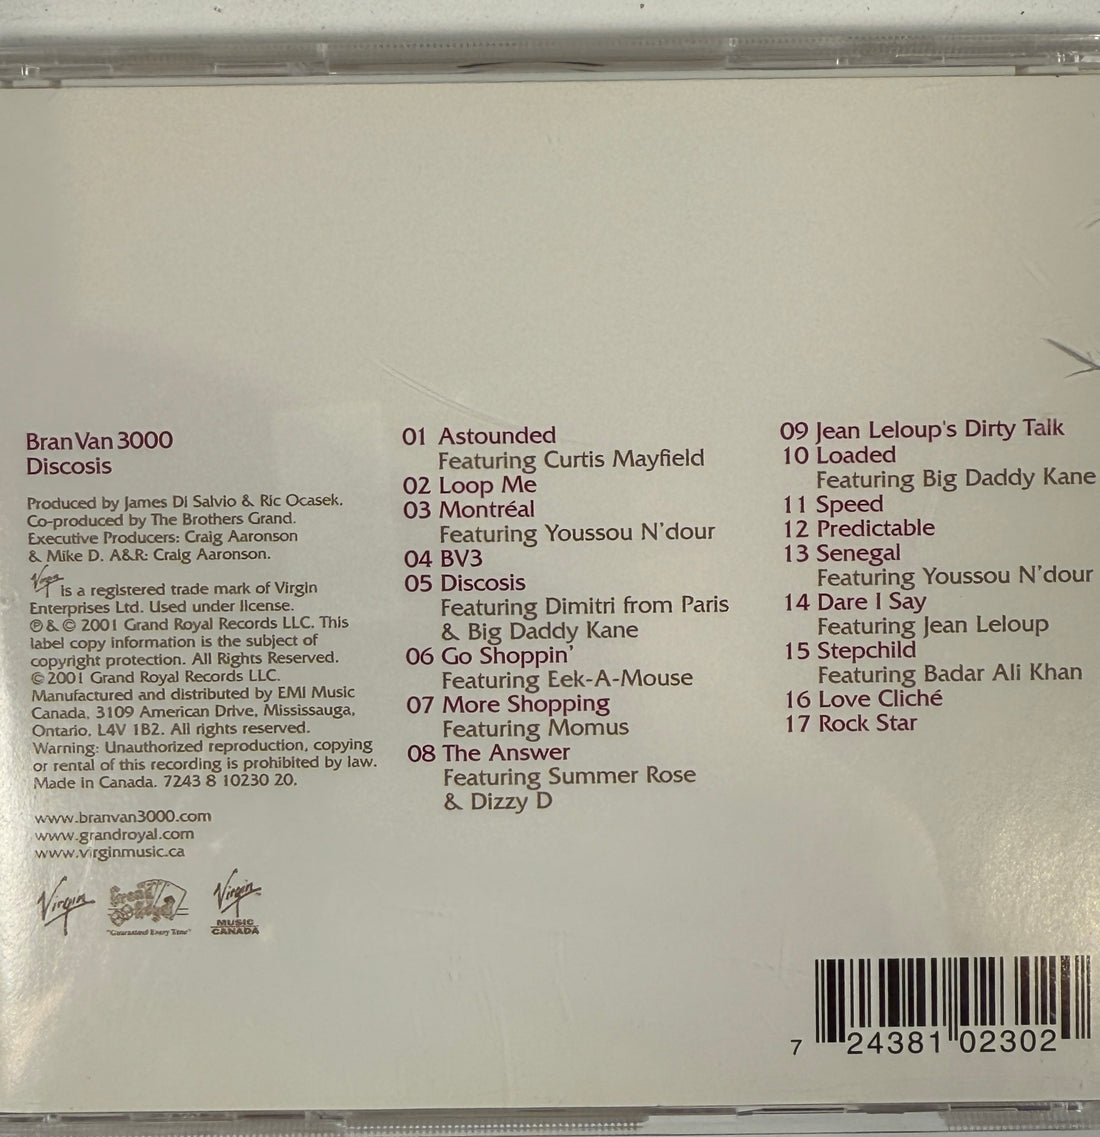 Bran Van 3000
Discosis
Produced by James Di Salvio & Ric Ocasek.
Co-produced by The Brothers Grand.
Executive Producers: Craig Aaronson
& Mike D. A&R: Craig Aaronson.
Virgin is a registered trade mark of Virgin
Enterprises Ltd. Used under license.
℗ & © 2001 Grand Royal Records LLC. This
label copy information is the subject of
copyright protection. All Rights Reserved.
© 2001 Grand Royal Records LLC.
Manufactured and distributed by EMI Music
Canada, 3109 American Drive, Mississauga,
Ontario, L4V 1B2. All rights reserved.
Warning: Unauthorized reproduction, copying
or rental of this recording is prohibited by law.
Made in Canada. 7243 8 10230 20.
www.branvan3000.com
www.grandroyal.com
www.virginmusic.ca
Virgin
Grand Royal
"Guaranteed Every Time"
Virgin
MUSIC
CANADA
01 Astounded
Featuring Curtis Mayfield
02 Loop Me
03 Montréal
Featuring Youssou N'dour
04 BV3
05 Discosis
Featuring Dimitri from Paris
& Big Daddy Kane
06 Go Shoppin'
Featuring Eek-A-Mouse
07 More Shopping
Featuring Momus
08 The Answer
Featuring Summer Rose
& Dizzy D
09 Jean Leloup's Dirty Talk
10 Loaded
Featuring Big Daddy Kane
11 Speed
12 Predictable
13 Senegal
Featuring Youssou N'dour
14 Dare I Say
Featuring Jean Leloup
15 Stepchild
Featuring Badar Ali Khan
16 Love Cliché
17 Rock Star
7 24381 02302